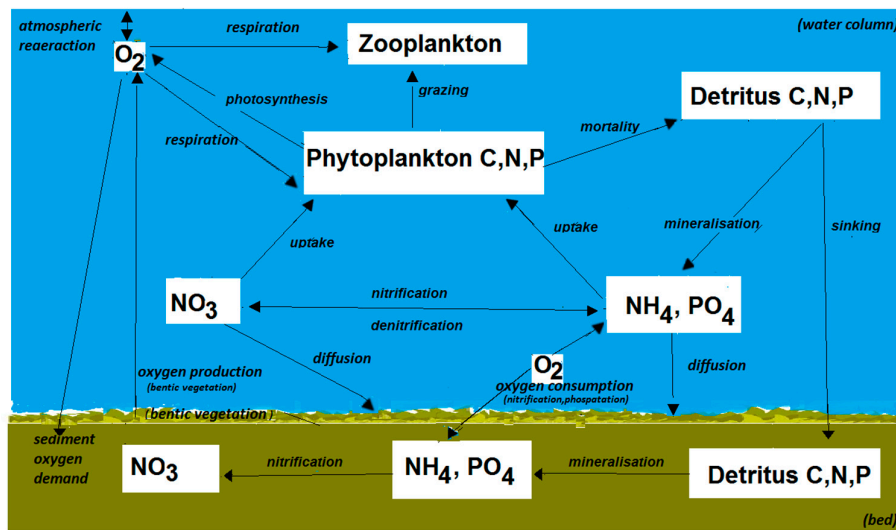 atmospheric
reaeraction
O2
respiration
Zooplankton
(water column)
photosynthesis
grazing
Detritus C,N,P
respiration
mortality
Phytoplankton C,N,P
uptake
uptake
mineralisation
sinking
NO3
nitrification
denitrification
NH4, PO4
diffusion
O2
diffusion
oxygen production
(bentic vegetation)
oxygen consumption
(nitrification,phospatation)
(bentic vegetation)
sediment
oxygen
demand
NO3
nitrification
NH4, PO4
mineralisation
Detritus C,N,P
(bed)